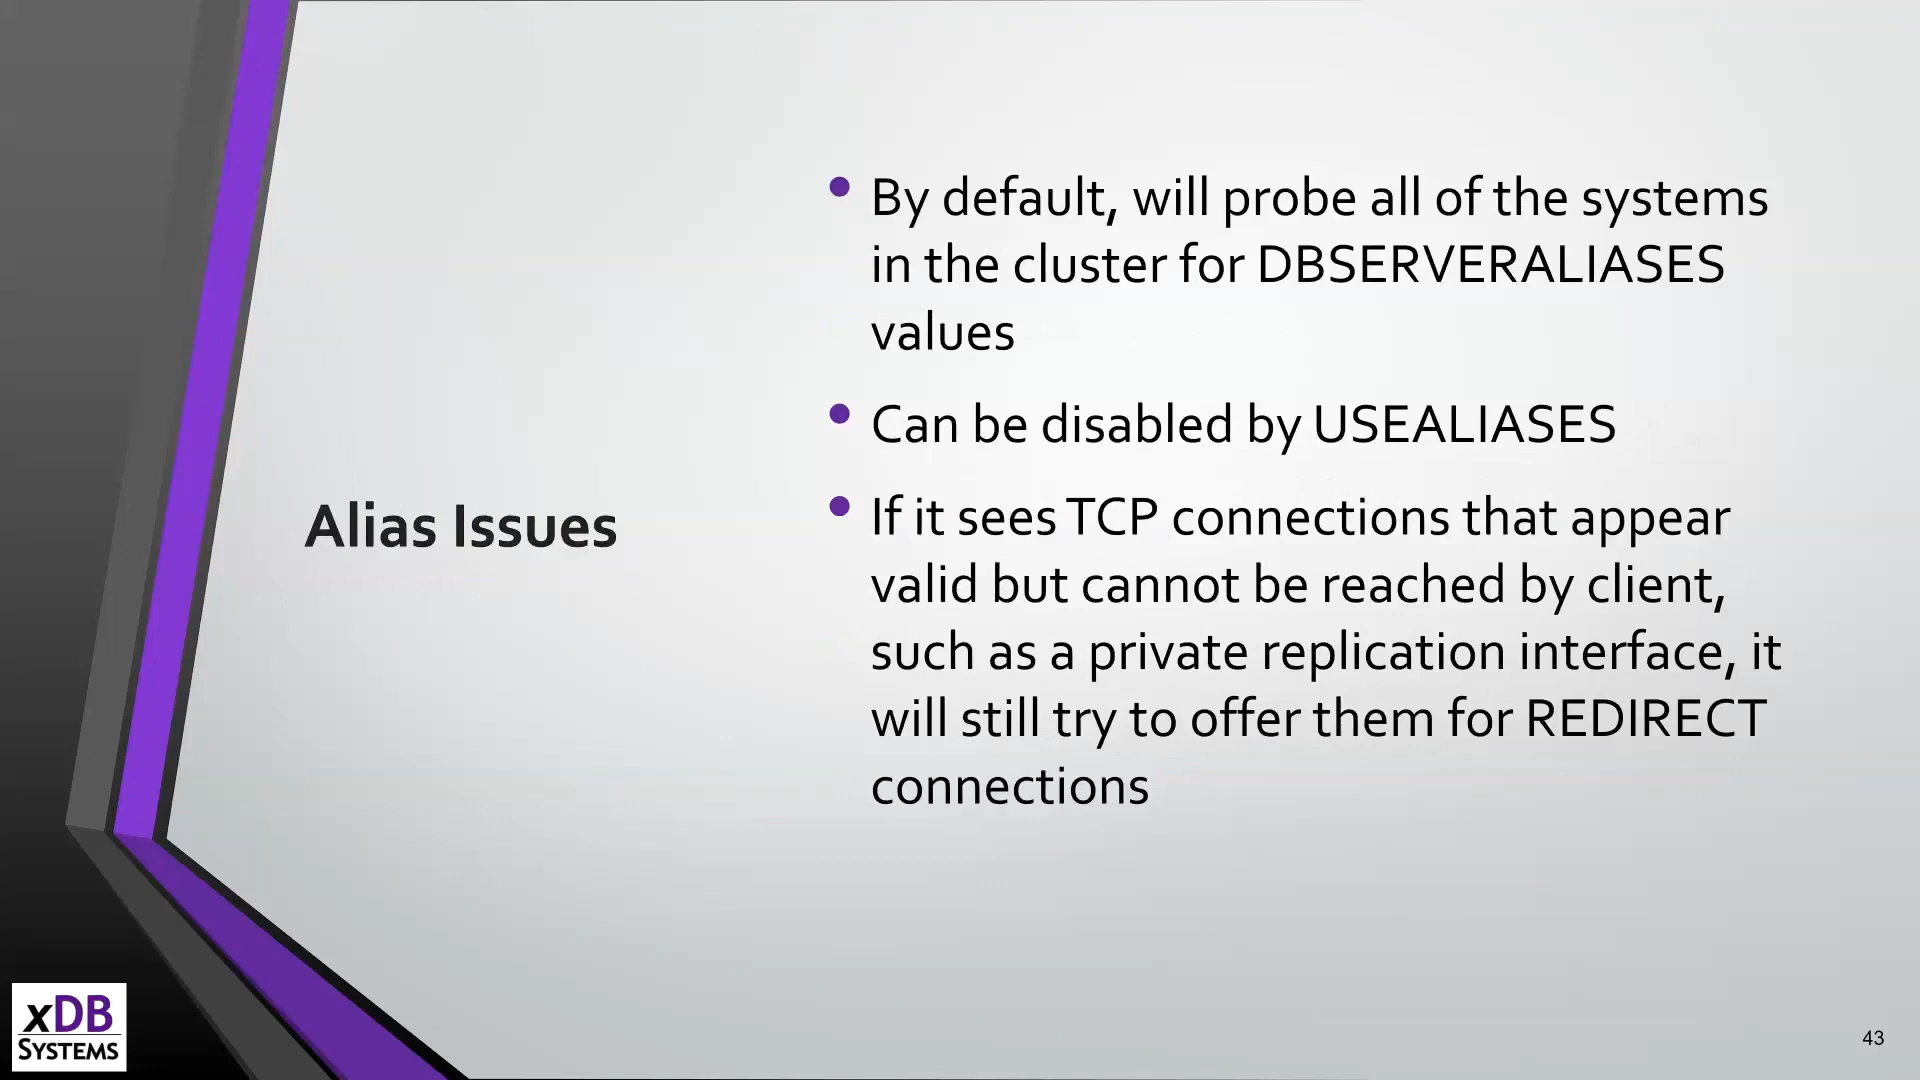 Alias Issues
• By default, will probe all of the systems
in the cluster for DBSERVERALIASES
values
• Can be disabled by USEALIASES
• If it sees TCP connections that appear
valid but cannot be reached by client,
such as a private replication interface, it
will still try to offer them for REDIRECT
connections
xDB
SYSTEMS
43